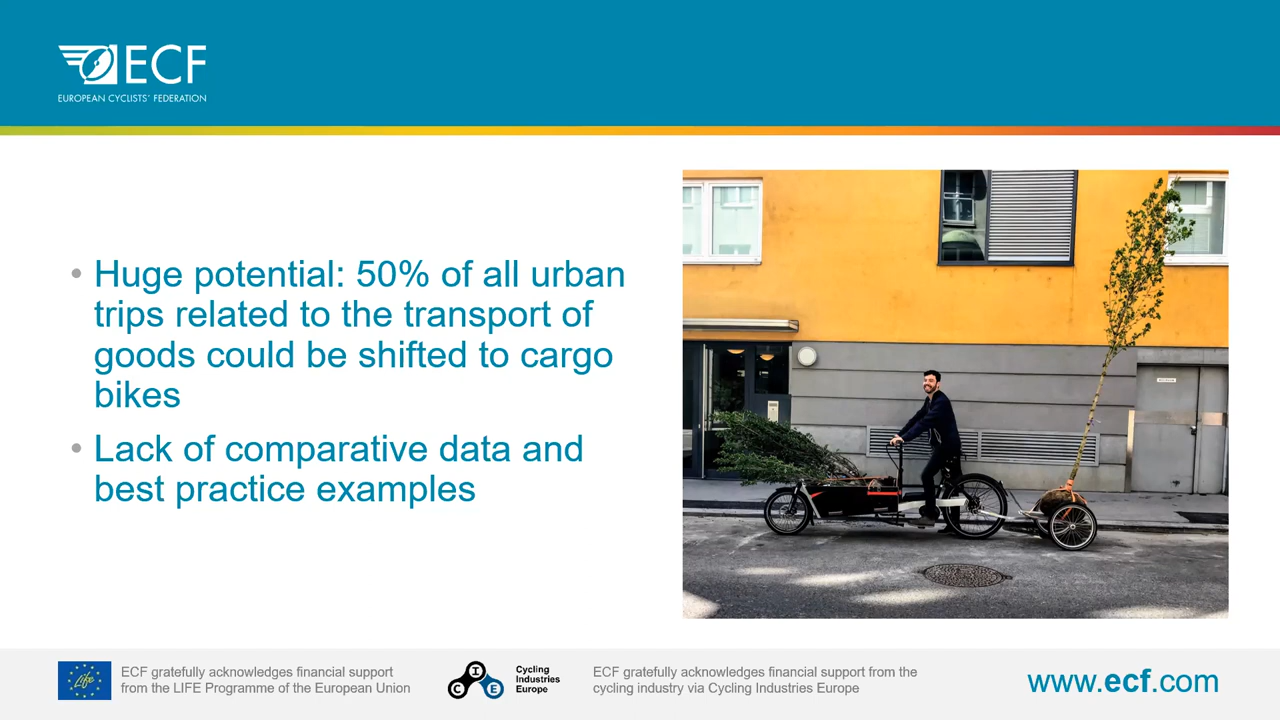 ECF
EUROPEAN CYCLISTS' FEDERATION
• Huge potential: 50% of all urban
trips related to the transport of
goods could be shifted to cargo
bikes
• Lack of comparative data and
best practice examples
Life
ECF gratefully acknowledges financial support
from the LIFE Programme of the European Union
C I E
Cycling
Industries
Europe
ECF gratefully acknowledges financial support from the
cycling industry via Cycling Industries Europe
www.ecf.com